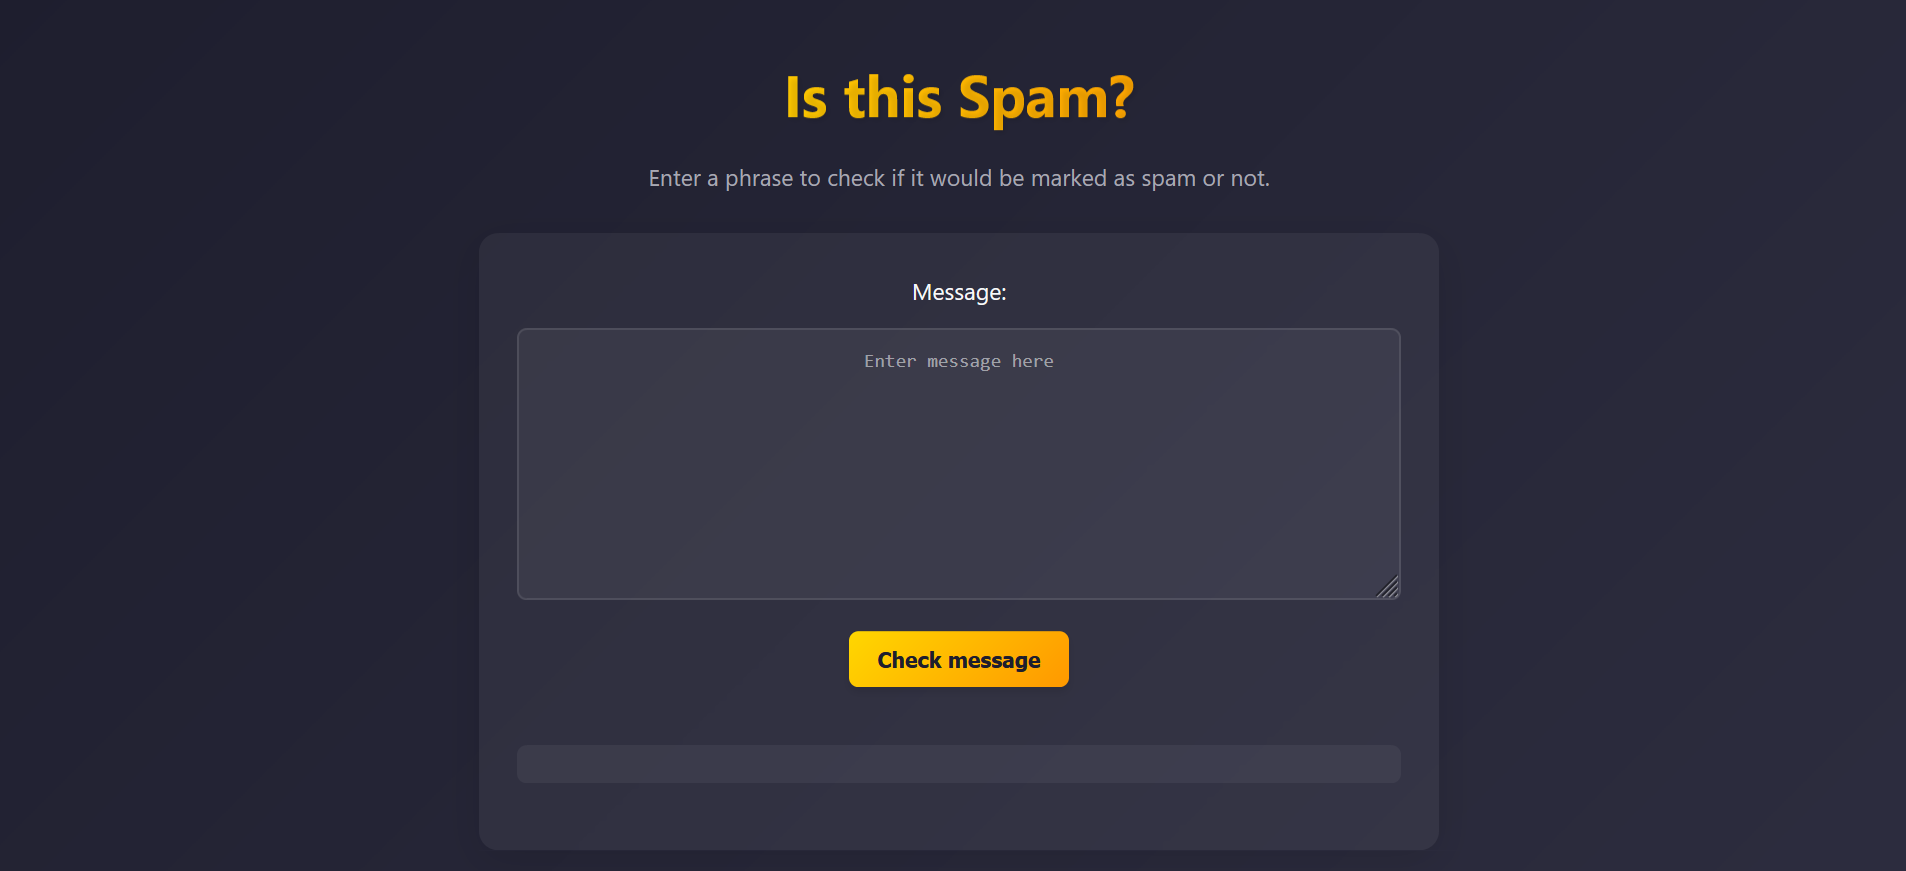 Is this Spam?
Enter a phrase to check if it would be marked as spam or not.
Message:
Enter message here
Check message